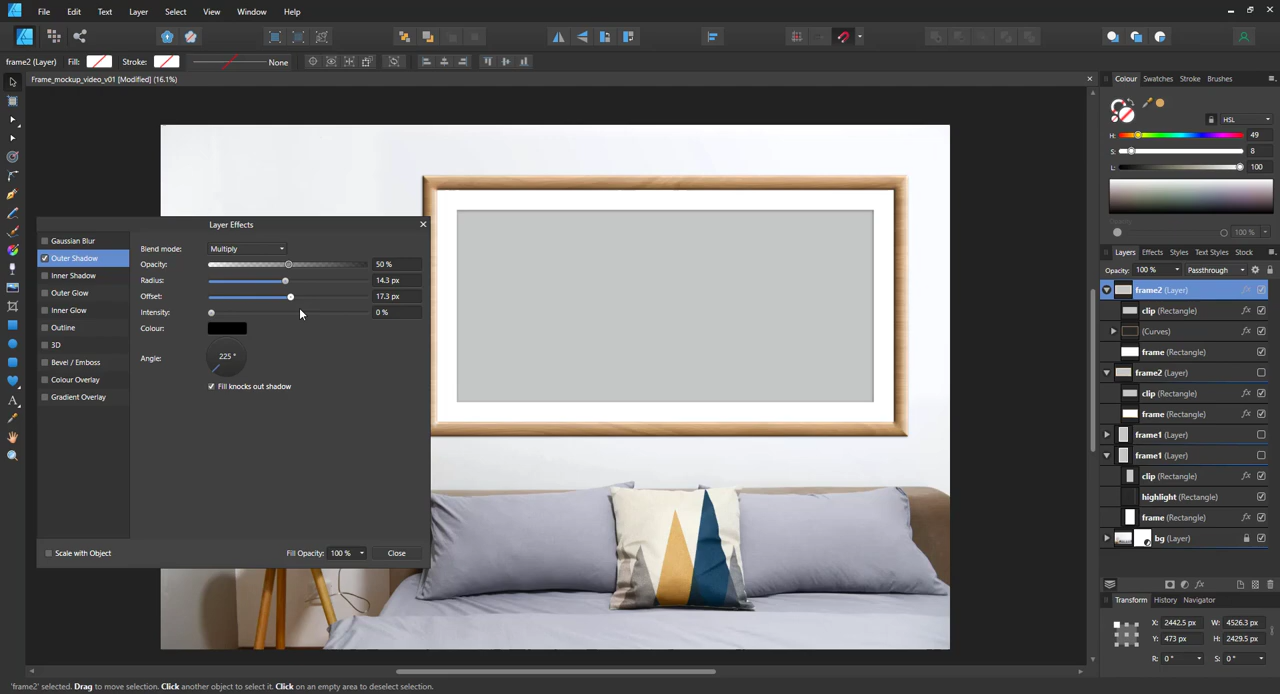 File Edit Text Layer Select View Window Help
frame2 (Layer) Fill: Stroke: None
Frame_mockup_video_v01 [Modified] (16.1%)
Colour Swatches Stroke Brushes
HSL
H: 49
S: 8
L: 100
Opacity
100 %
Layers Effects Styles Text Styles Stock
Opacity: 100 % Passthrough
frame2 (Layer)
clip (Rectangle)
(Curves)
frame (Rectangle)
frame2 (Layer)
clip (Rectangle)
frame (Rectangle)
frame1 (Layer)
frame1 (Layer)
clip (Rectangle)
highlight (Rectangle)
frame (Rectangle)
bg (Layer)
Transform History Navigator
X: 2442.5 px W: 4526.3 px
Y: 473 px H: 2429.5 px
R: 0 ° S: 0 °
Layer Effects
Gaussian Blur
Outer Shadow
Inner Shadow
Outer Glow
Inner Glow
Outline
3D
Bevel / Emboss
Colour Overlay
Gradient Overlay
Blend mode: Multiply
Opacity: 50 %
Radius: 14.3 px
Offset: 17.3 px
Intensity: 0 %
Colour:
Angle: 225 °
Fill knocks out shadow
Scale with Object Fill Opacity: 100 % Close
'frame2' selected. Drag to move selection. Click another object to select it. Click on an empty area to deselect selection.